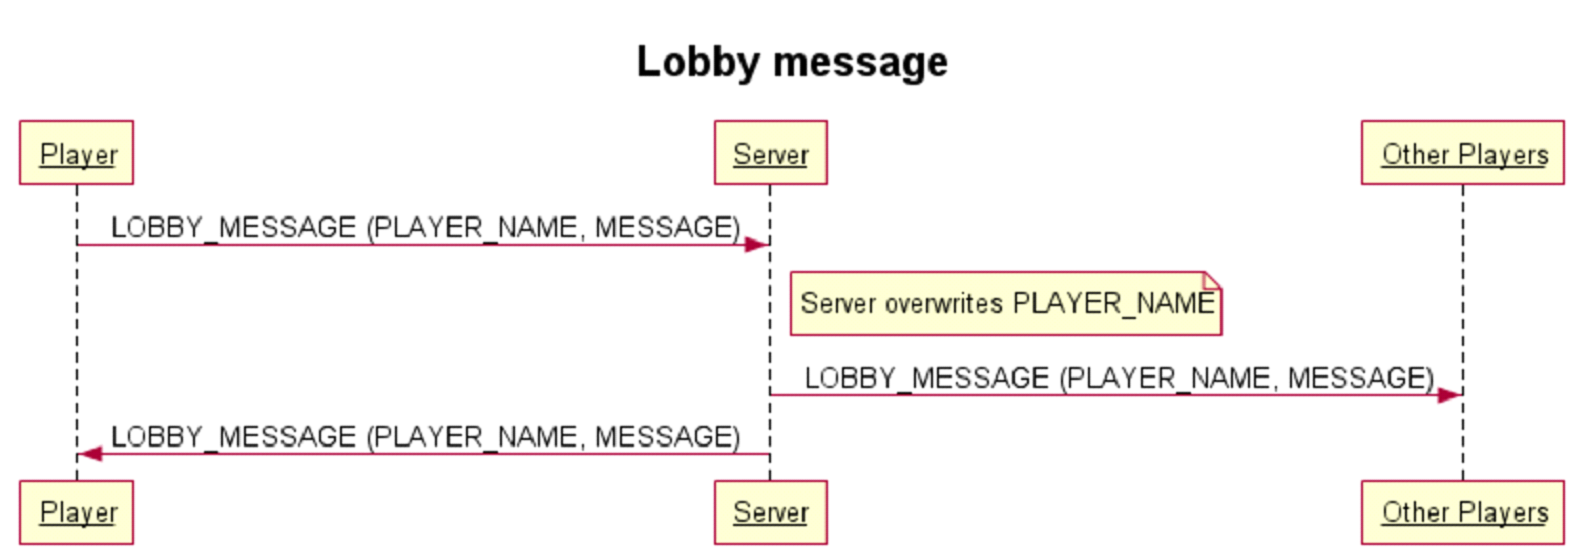 Lobby message
Player
Server
Other Players
LOBBY_MESSAGE (PLAYER_NAME, MESSAGE)
Server overwrites PLAYER_NAME
LOBBY_MESSAGE (PLAYER_NAME, MESSAGE)
LOBBY_MESSAGE (PLAYER_NAME, MESSAGE)
Player
Server
Other Players